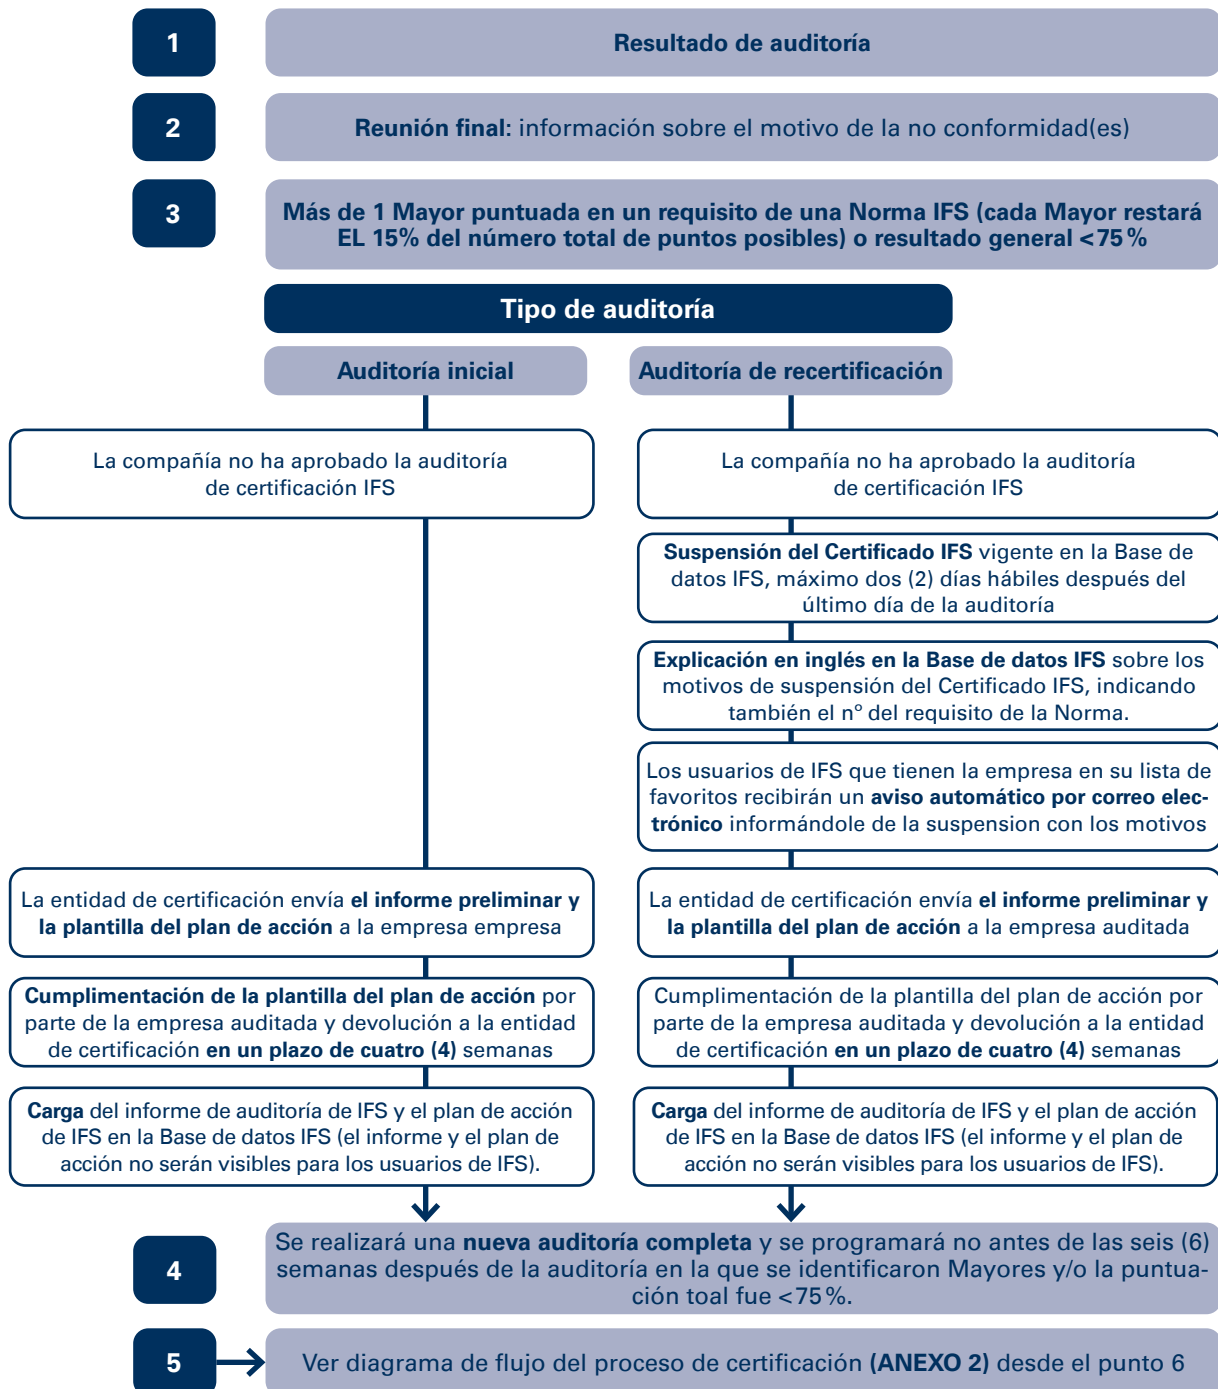 1
Resultado de auditoría
2
Reunión final: información sobre el motivo de la no conformidad(es)
3
Más de 1 Mayor puntuada en un requisito de una Norma IFS (cada Mayor restará
EL 15% del número total de puntos posibles) o resultado general <75%
Tipo de auditoría
Auditoría inicial
La compañía no ha aprobado la auditoría
de certificación IFS
La entidad de certificación envía el informe preliminar y
la plantilla del plan de acción a la empresa empresa
Cumplimentación de la plantilla del plan de acción por
parte de la empresa auditada y devolución a la entidad
de certificación en un plazo de cuatro (4) semanas
Carga del informe de auditoría de IFS y el plan de acción
de IFS en la Base de datos IFS (el informe y el plan de
acción no serán visibles para los usuarios de IFS).
Auditoría de recertificación
La compañía no ha aprobado la auditoría
de certificación IFS
Suspensión del Certificado IFS vigente en la Base de
datos IFS, máximo dos (2) días hábiles después del
último día de la auditoría
Explicación en inglés en la Base de datos IFS sobre los
motivos de suspensión del Certificado IFS, indicando
también el nº del requisito de la Norma.
Los usuarios de IFS que tienen la empresa en su lista de
favoritos recibirán un aviso automático por correo elec-
trónico informándole de la suspension con los motivos
La entidad de certificación envía el informe preliminar y
la plantilla del plan de acción a la empresa auditada
Cumplimentación de la plantilla del plan de acción por
parte de la empresa auditada y devolución a la entidad
de certificación en un plazo de cuatro (4) semanas
Carga del informe de auditoría de IFS y el plan de acción
de IFS en la Base de datos IFS (el informe y el plan de
acción no serán visibles para los usuarios de IFS).
4
Se realizará una nueva auditoría completa y se programará no antes de las seis (6)
semanas después de la auditoría en la que se identificaron Mayores y/o la puntua-
ción toal fue <75%.
5
Ver diagrama de flujo del proceso de certificación (ANEXO 2) desde el punto 6